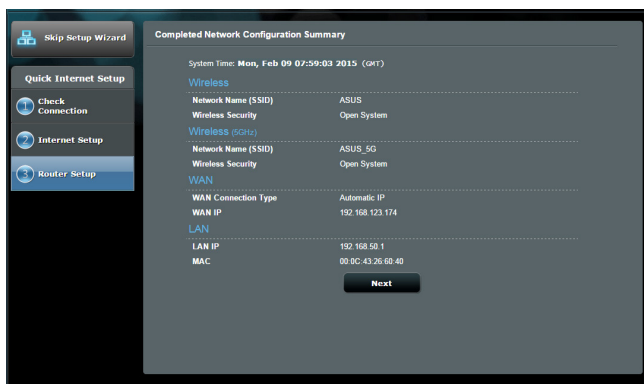 Skip Setup Wizard
Quick Internet Setup
1 Check
Connection
2 Internet Setup
3 Router Setup
Completed Network Configuration Summary
System Time: Mon, Feb 09 07:59:03 2015 (GMT)
Wireless
Network Name (SSID) ASUS
Wireless Security Open System
Wireless (5GHz)
Network Name (SSID) ASUS_5G
Wireless Security Open System
WAN
WAN Connection Type Automatic IP
WAN IP 192.168.123.174
LAN
LAN IP 192.168.50.1
MAC 00:0C:43:26:60:40
Next